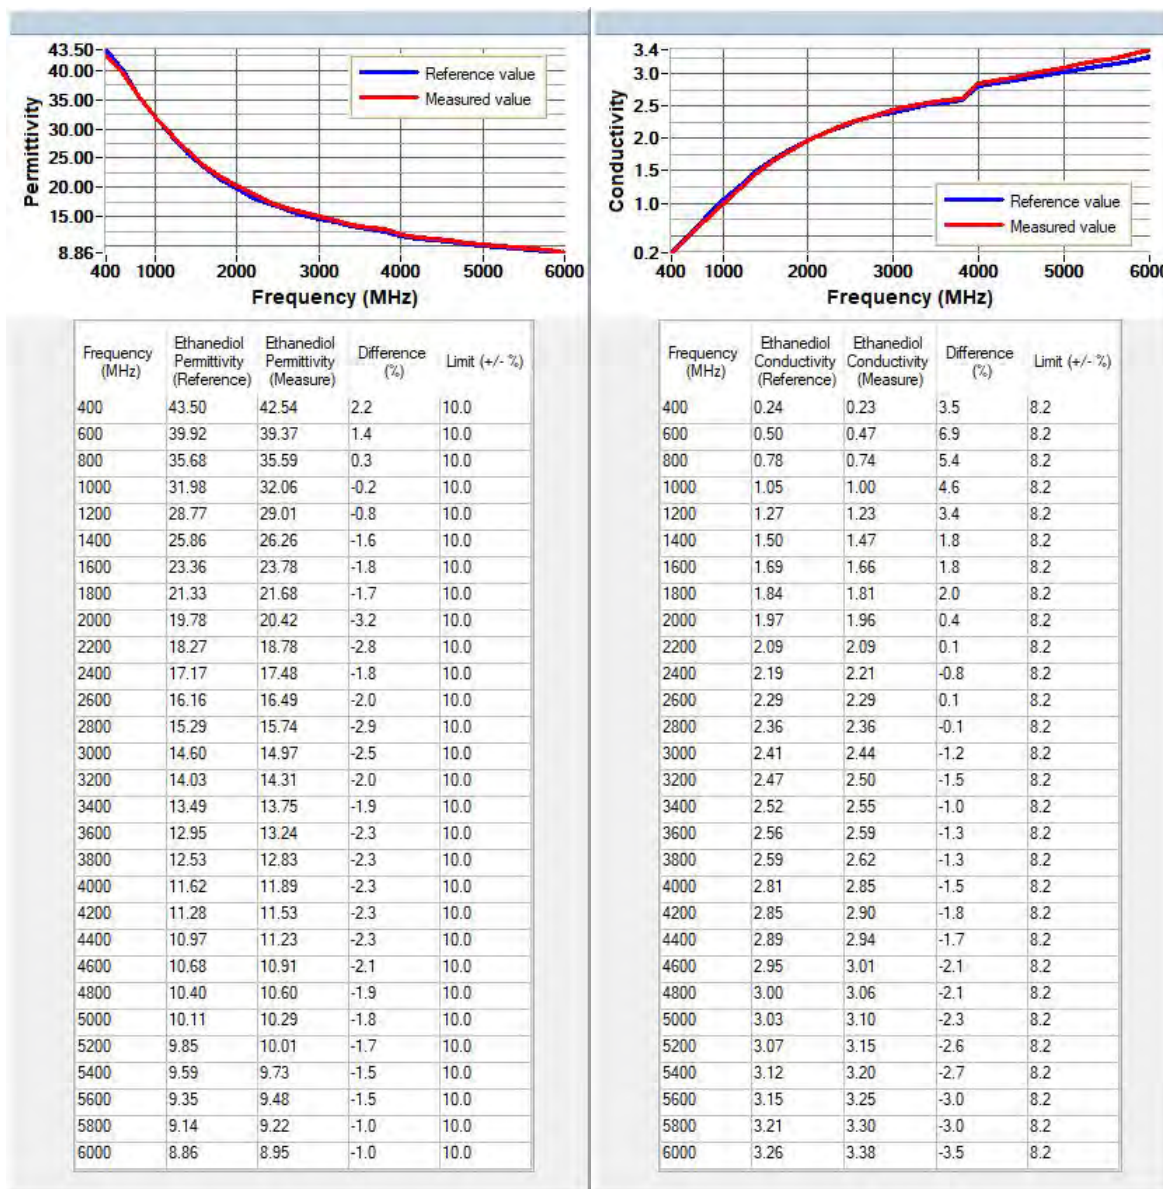 43.50
40.00
35.00
30.00
25.00
20.00
15.00
8.86
Permittivity
Reference value
Measured value
400 1000 2000 3000 4000 5000 6000
Frequency (MHz)
Frequency (MHz) Ethanediol Permittivity (Reference) Ethanediol Permittivity (Measure) Difference (%) Limit (+/- %)
400 43.50 42.54 2.2 10.0
600 39.92 39.37 1.4 10.0
800 35.68 35.59 0.3 10.0
1000 31.98 32.06 -0.2 10.0
1200 28.77 29.01 -0.8 10.0
1400 25.86 26.26 -1.6 10.0
1600 23.36 23.78 -1.8 10.0
1800 21.33 21.68 -1.7 10.0
2000 19.78 20.42 -3.2 10.0
2200 18.27 18.78 -2.8 10.0
2400 17.17 17.48 -1.8 10.0
2600 16.16 16.49 -2.0 10.0
2800 15.29 15.74 -2.9 10.0
3000 14.60 14.97 -2.5 10.0
3200 14.03 14.31 -2.0 10.0
3400 13.49 13.75 -1.9 10.0
3600 12.95 13.24 -2.3 10.0
3800 12.53 12.83 -2.3 10.0
4000 11.62 11.89 -2.3 10.0
4200 11.28 11.53 -2.3 10.0
4400 10.97 11.23 -2.3 10.0
4600 10.68 10.91 -2.1 10.0
4800 10.40 10.60 -1.9 10.0
5000 10.11 10.29 -1.8 10.0
5200 9.85 10.01 -1.7 10.0
5400 9.59 9.73 -1.5 10.0
5600 9.35 9.48 -1.5 10.0
5800 9.14 9.22 -1.0 10.0
6000 8.86 8.95 -1.0 10.0
3.4
3.0
2.5
2.0
1.5
1.0
0.2
Conductivity
Reference value
Measured value
400 1000 2000 3000 4000 5000 6000
Frequency (MHz)
Frequency (MHz) Ethanediol Conductivity (Reference) Ethanediol Conductivity (Measure) Difference (%) Limit (+/- %)
400 0.24 0.23 3.5 8.2
600 0.50 0.47 6.9 8.2
800 0.78 0.74 5.4 8.2
1000 1.05 1.00 4.6 8.2
1200 1.27 1.23 3.4 8.2
1400 1.50 1.47 1.8 8.2
1600 1.69 1.66 1.8 8.2
1800 1.84 1.81 2.0 8.2
2000 1.97 1.96 0.4 8.2
2200 2.09 2.09 0.1 8.2
2400 2.19 2.21 -0.8 8.2
2600 2.29 2.29 0.1 8.2
2800 2.36 2.36 -0.1 8.2
3000 2.41 2.44 -1.2 8.2
3200 2.47 2.50 -1.5 8.2
3400 2.52 2.55 -1.0 8.2
3600 2.56 2.59 -1.3 8.2
3800 2.59 2.62 -1.3 8.2
4000 2.81 2.85 -1.5 8.2
4200 2.85 2.90 -1.8 8.2
4400 2.89 2.94 -1.7 8.2
4600 2.95 3.01 -2.1 8.2
4800 3.00 3.06 -2.1 8.2
5000 3.03 3.10 -2.3 8.2
5200 3.07 3.15 -2.6 8.2
5400 3.12 3.20 -2.7 8.2
5600 3.15 3.25 -3.0 8.2
5800 3.21 3.30 -3.0 8.2
6000 3.26 3.38 -3.5 8.2